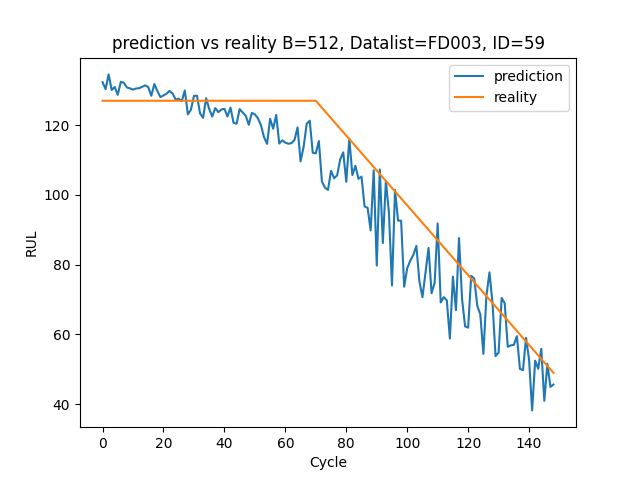 prediction vs reality B=512, Datalist=FD003, ID=59
prediction
reality
RUL
120
100
80
60
40
0 20 40 60 80 100 120 140
Cycle